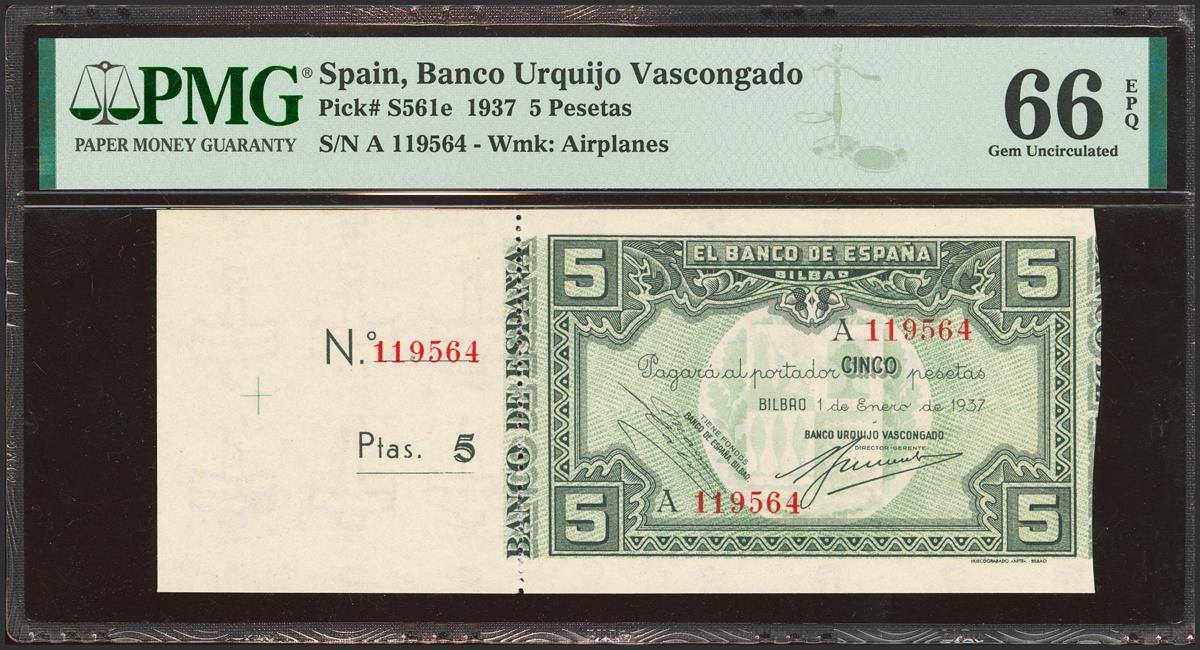 PMG®
PAPER MONEY GUARANTY
Spain, Banco Urquijo Vascongado
Pick# S561e 1937 5 Pesetas
S/N A 119564 - Wmk: Airplanes
66 EPQ
Gem Uncirculated
N.º 119564
Ptas. 5
BANCO DE ESPAÑA
5 5
EL BANCO DE ESPAÑA
BILBAO
A 119564
Pagará al portador CINCO pesetas
BILBAO 1 de Enero de 1937
TIENE FONDOS
BANCO DE ESPAÑA, BILBAO
BANCO URQUIJO VASCONGADO
DIRECTOR-GERENTE
A 119564
5 5
HUECOGRABADO «ARTE» BILBAO